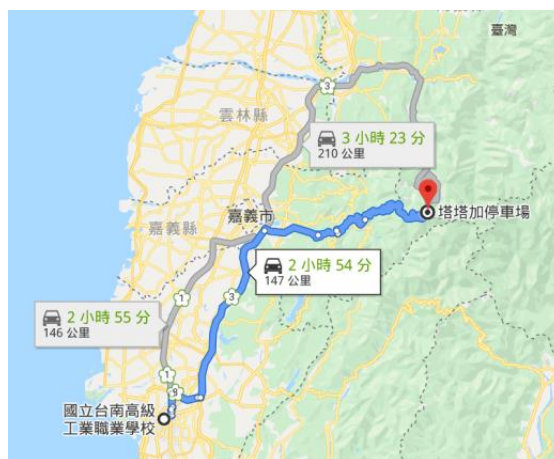 臺灣
3
雲林縣
3 小時 23 分
210 公里
塔塔加停車場
嘉義市
嘉義縣
2 小時 54 分
147 公里
1
3
2 小時 55 分
146 公里
1
9
國立台南高級
工業職業學校